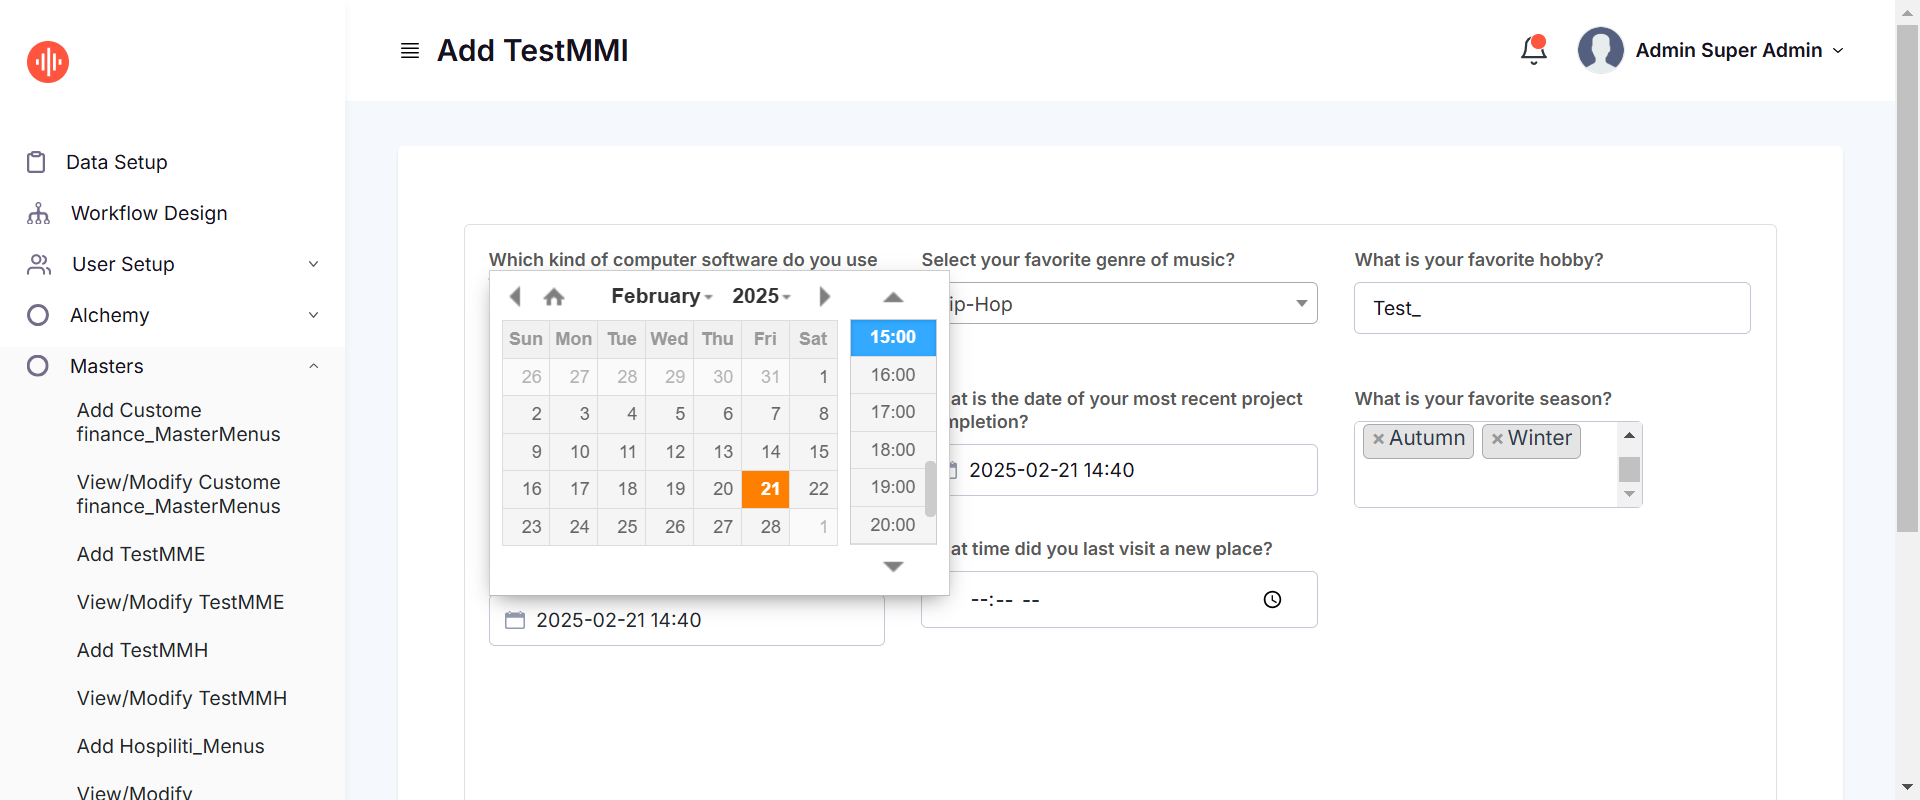 Add TestMMI
Admin Super Admin
Data Setup
Workflow Design
User Setup
Alchemy
Masters
Add Custome
finance_MasterMenus
View/Modify Custome
finance_MasterMenus
Add TestMME
View/Modify TestMME
Add TestMMH
View/Modify TestMMH
Add Hospiliti_Menus
View/Modify
Which kind of computer software do you use
Select your favorite genre of music?
What is your favorite hobby?
ip-Hop
Test_
February 2025
Sun Mon Tue Wed Thu Fri Sat
26 27 28 29 30 31 1
2 3 4 5 6 7 8
9 10 11 12 13 14 15
16 17 18 19 20 21 22
23 24 25 26 27 28 1
15:00
16:00
17:00
18:00
19:00
20:00
at is the date of your most recent project
mpletion?
2025-02-21 14:40
What is your favorite season?
× Autumn × Winter
at time did you last visit a new place?
--:-- --
2025-02-21 14:40